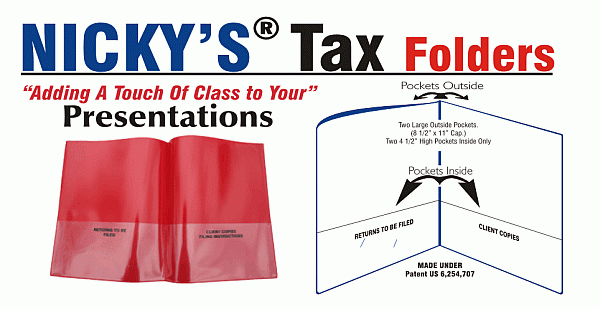 NICKY'S® Tax Folders
"Adding A Touch Of Class to Your"
Presentations
Pockets Outside
Two Large Outside Pockets.
(8 1/2" x 11" Cap.)
Two 4 1/2" High Pockets Inside Only
Pockets Inside
RETURNS TO BE FILED
CLIENT COPIES
MADE UNDER
Patent US 6,254,707
RETURNS TO BE
FILED
CLIENT COPIES
FILING INSTRUCTIONS